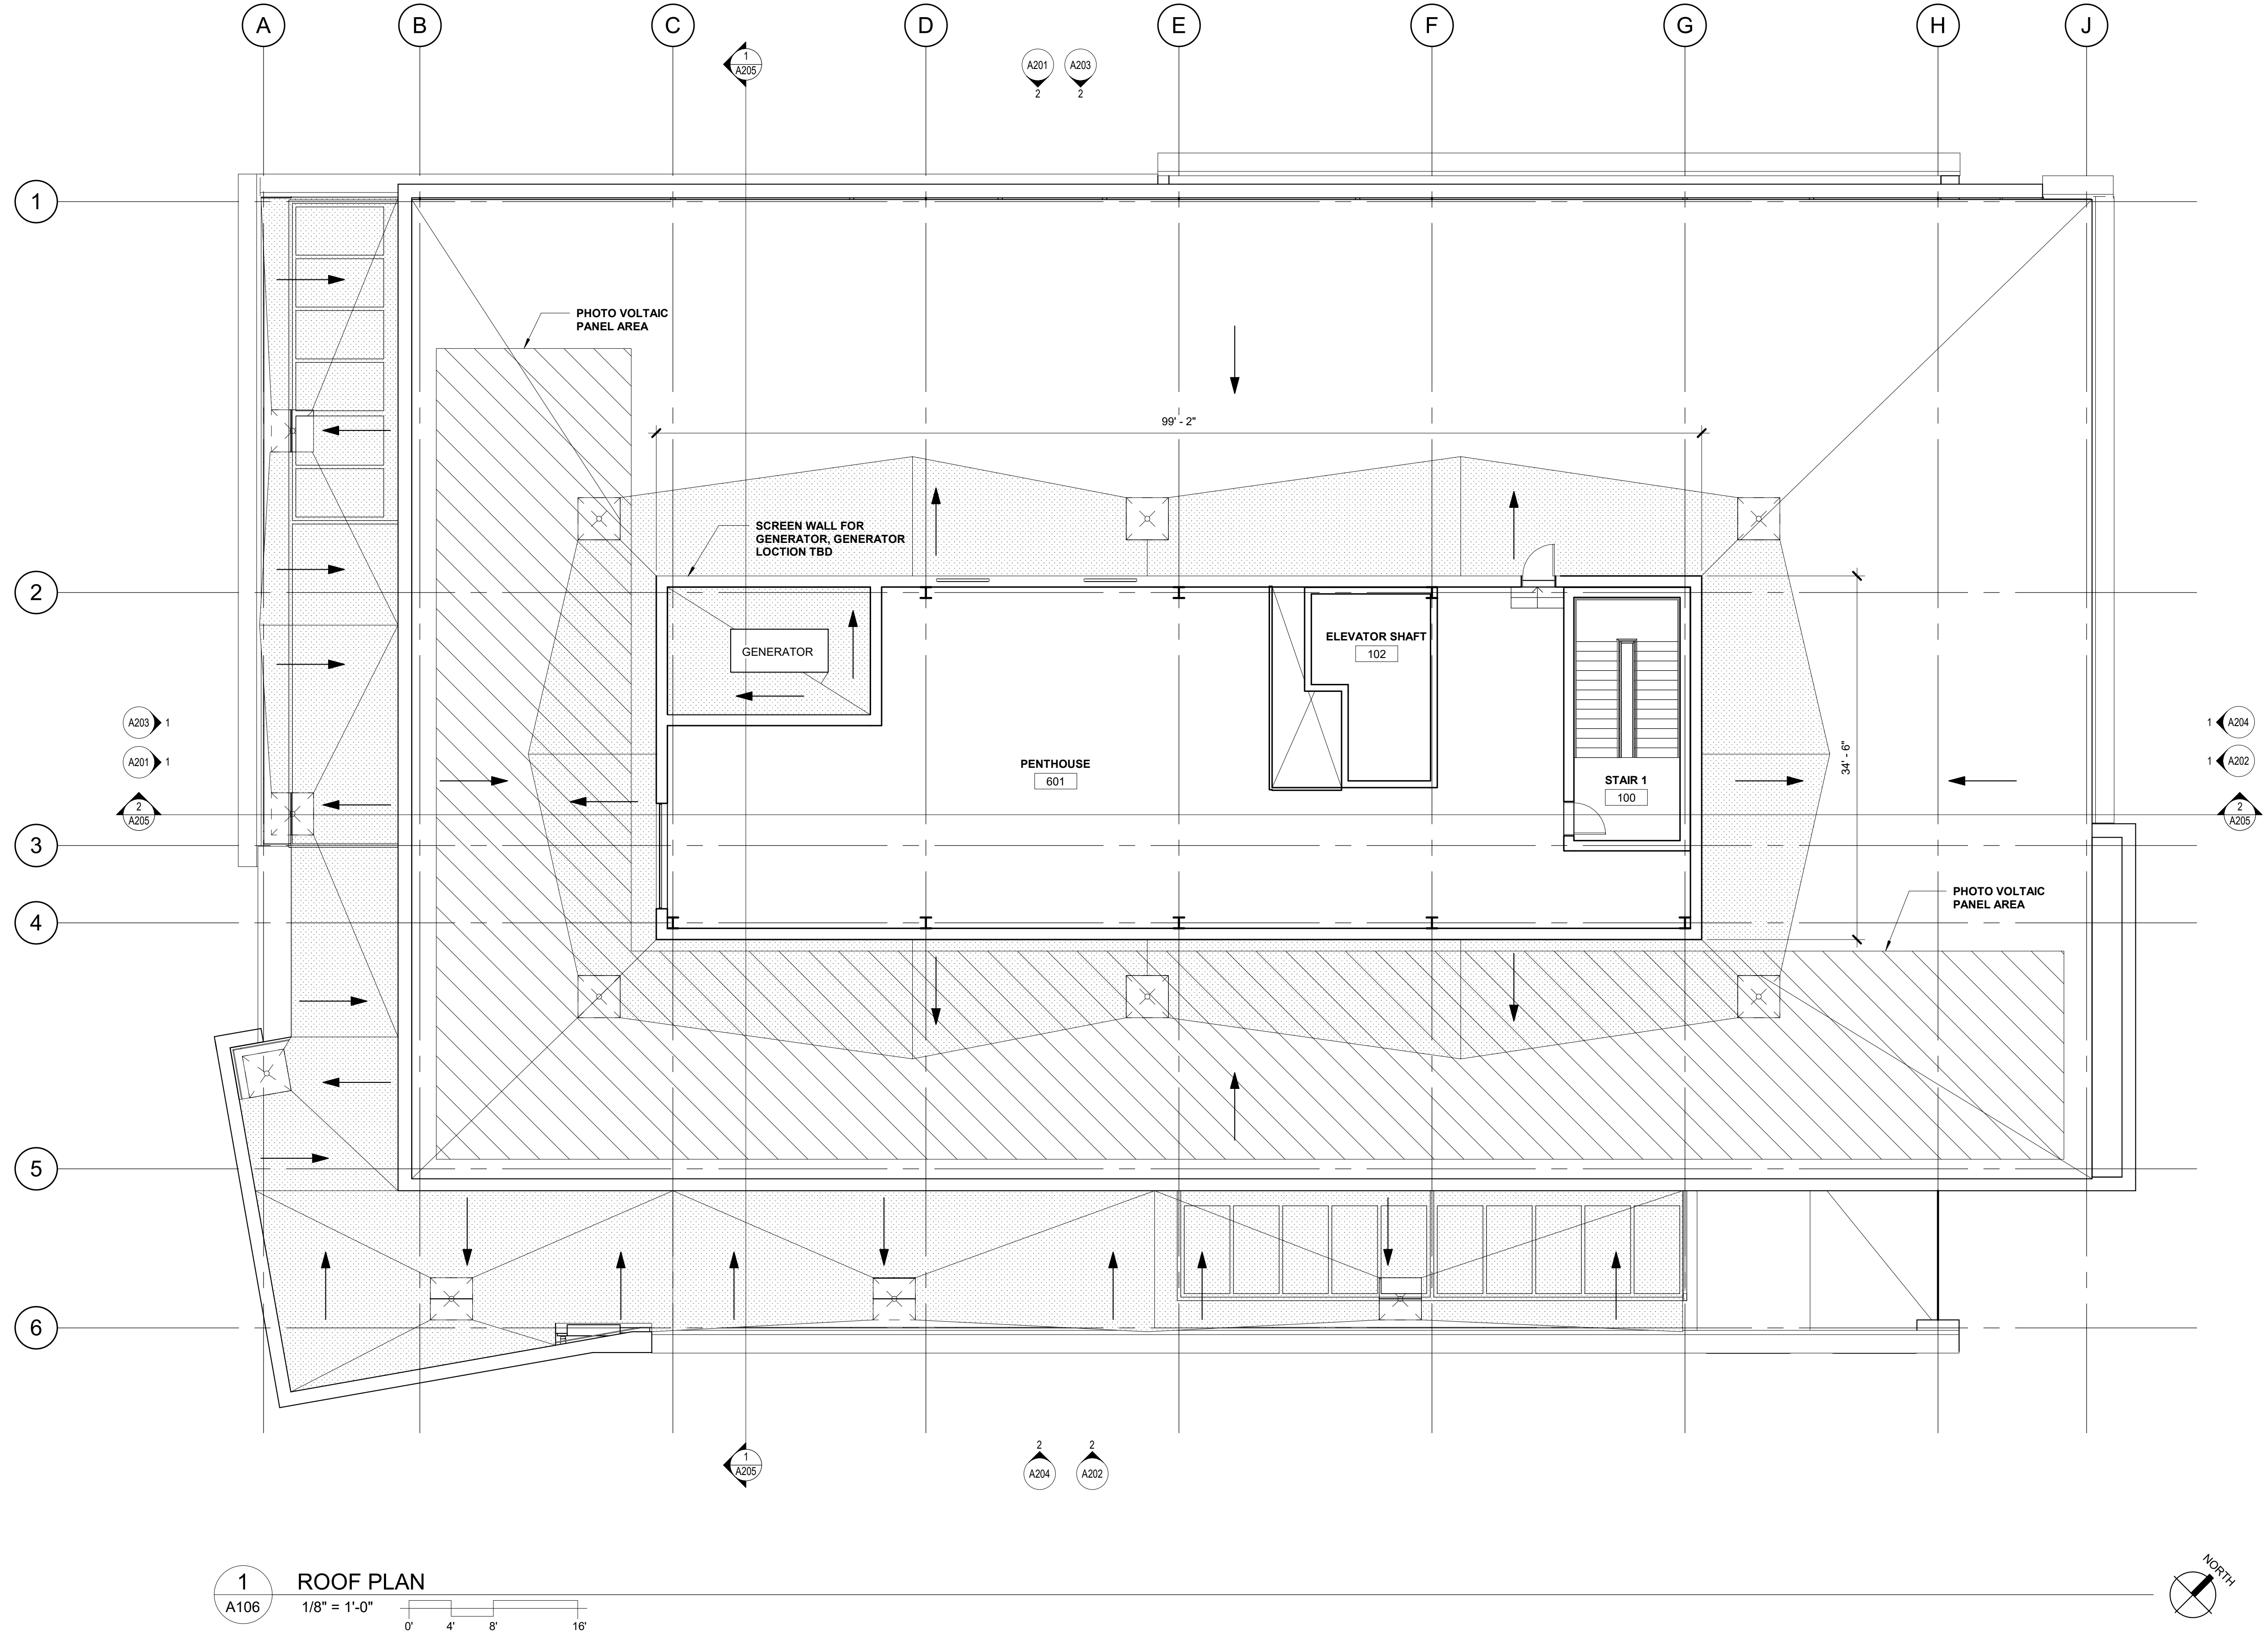 A B C D E F G H J
1
A205
A201 A203
2 2
1
PHOTO VOLTAIC
PANEL AREA
99' - 2"
SCREEN WALL FOR
GENERATOR, GENERATOR
LOCTION TBD
2
ELEVATOR SHAFT
102
GENERATOR
A203 1
1 A204
A201 1
1 A202
PENTHOUSE
601
34' - 6"
STAIR 1
100
2
A205
2
A205
3
PHOTO VOLTAIC
PANEL AREA
4
5
6
1
A205
2 2
A204 A202
1
A106
ROOF PLAN
1/8" = 1'-0"
0' 4' 8' 16'
NORTH